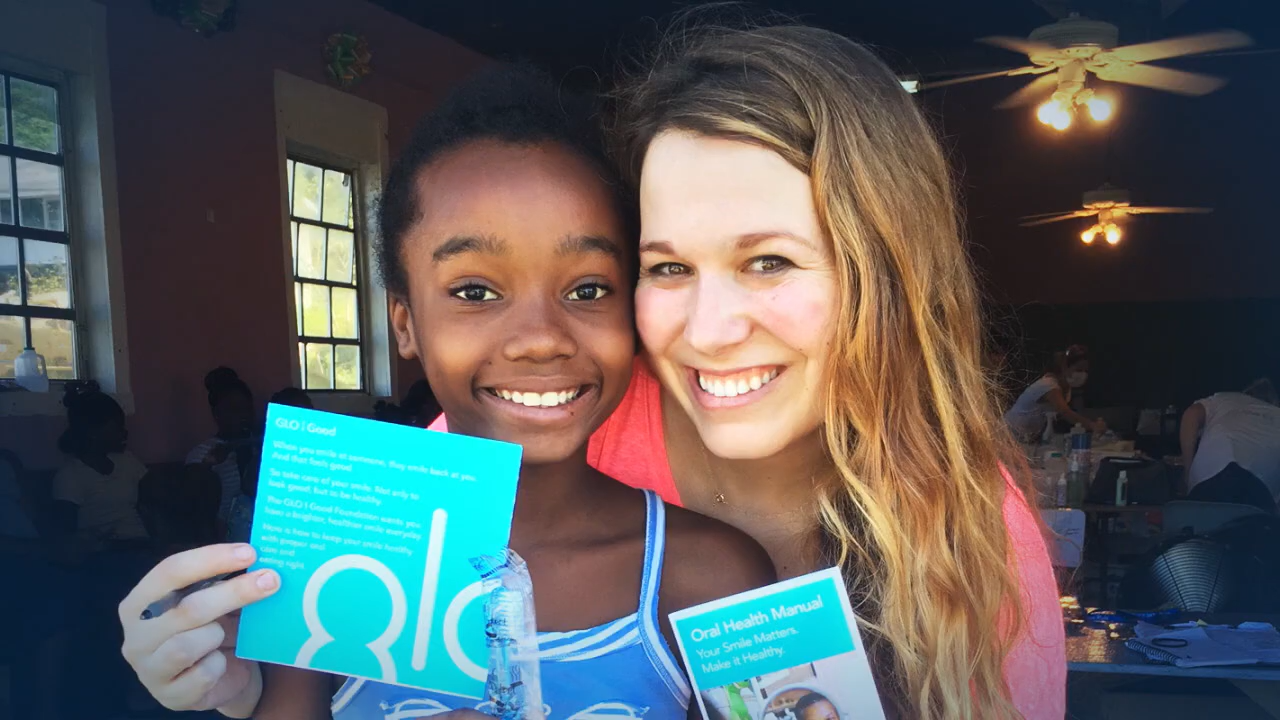 GLO | Good
When you smile at someone, they smile back at you.
And that feels good.
So take care of your smile. Not only to
look good! But to be healthy.
The GLO | Good Foundation wants you
have a brighter, healthier smile everyday.
Here is how to keep your smile healthy
with proper oral
care and
eating right.
glo
Oral Health Manual
Your Smile Matters.
Make it Healthy.